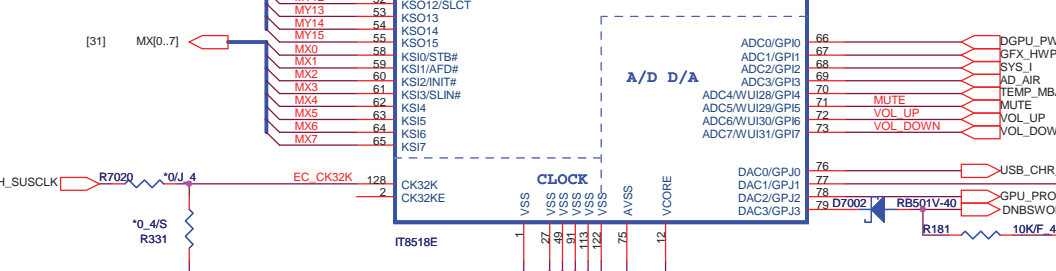 KSO12/SLCT
MY13 53 KSO13
MY14 54 KSO14
MY15 55 KSO15
[31] MX[0..7]
MX0 58 KSI0/STB#
MX1 59 KSI1/AFD#
MX2 60 KSI2/INIT#
MX3 61 KSI3/SLIN#
MX4 62 KSI4
MX5 63 KSI5
MX6 64 KSI6
MX7 65 KSI7
A/D D/A
ADC0/GPI0 66 DGPU_PW
ADC1/GPI1 67 GFX_HWP
ADC2/GPI2 68 SYS_I
ADC3/GPI3 69 AD_AIR
ADC4/WUI28/GPI4 70 TEMP_MB
ADC5/WUI29/GPI5 71 MUTE MUTE
ADC6/WUI30/GPI6 72 VOL_UP VOL_UP
ADC7/WUI31/GPI7 73 VOL_DOWN VOL_DOW
H_SUSCLK R7020 *0/J_4 EC_CK32K 128 CK32K
2 CK32KE
*0_4/S
R331
CLOCK
DAC0/GPJ0 76 USB_CHR
DAC1/GPJ1 77
DAC2/GPJ2 78 GPU_PRO
DAC3/GPJ3 79 D7002 RB501V-40 DNBSWO
R181 10K/F_4
VSS VSS VSS VSS VSS VSS AVSS VCORE
1 27 49 91 113 122 75 12
IT8518E